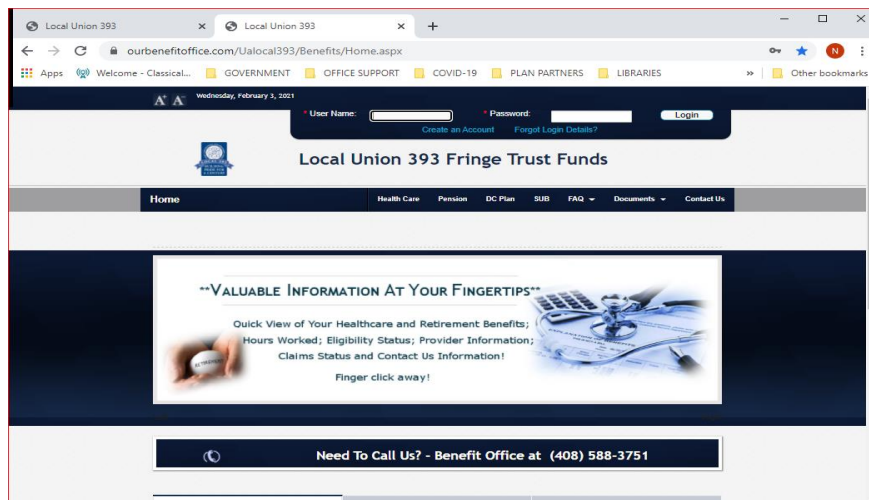 Local Union 393
Local Union 393
ourbenefitoffice.com/Ualocal393/Benefits/Home.aspx
N
Apps
Welcome - Classical...
GOVERNMENT
OFFICE SUPPORT
COVID-19
PLAN PARTNERS
LIBRARIES
»
Other bookmarks
A+ A-
Wednesday, February 3, 2021
* User Name:
* Password:
Login
Create an Account
Forgot Login Details?
Local Union 393 Fringe Trust Funds
Home
Health Care
Pension
DC Plan
SUB
FAQ
Documents
Contact Us
**VALUABLE INFORMATION AT YOUR FINGERTIPS**
Quick View of Your Healthcare and Retirement Benefits;
Hours Worked; Eligibility Status; Provider Information;
Claims Status and Contact Us Information!
Finger click away!
RETIREMENT
EXPLANATION OF BENEFITS
Need To Call Us? - Benefit Office at (408) 588-3751